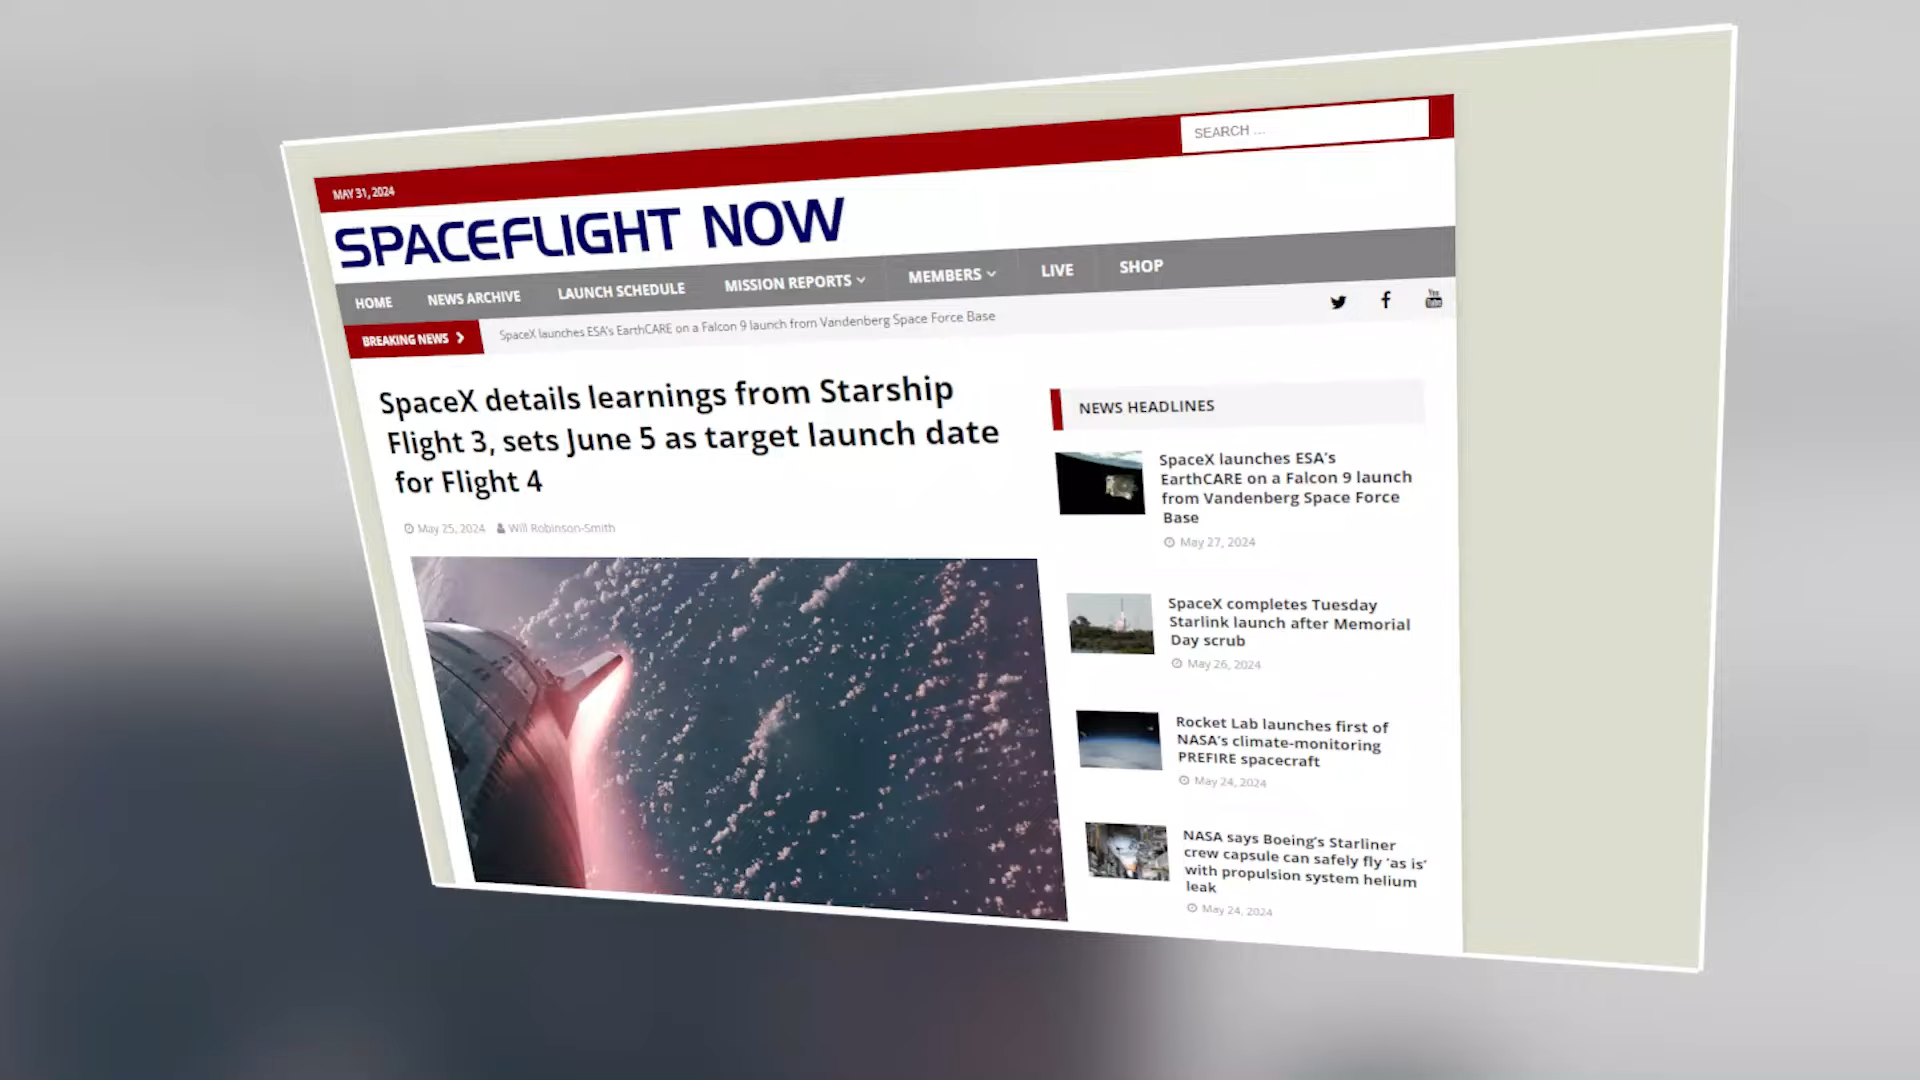 MAY 31, 2024
SEARCH ...
SPACEFLIGHT NOW
HOME
NEWS ARCHIVE
LAUNCH SCHEDULE
MISSION REPORTS
MEMBERS
LIVE
SHOP
BREAKING NEWS
SpaceX launches ESA's EarthCARE on a Falcon 9 launch from Vandenberg Space Force Base
You
Tube
SpaceX details learnings from Starship
Flight 3, sets June 5 as target launch date
for Flight 4
May 25, 2024 Will Robinson-Smith
NEWS HEADLINES
SpaceX launches ESA's
EarthCARE on a Falcon 9 launch
from Vandenberg Space Force
Base
May 27, 2024
SpaceX completes Tuesday
Starlink launch after Memorial
Day scrub
May 26, 2024
Rocket Lab launches first of
NASA's climate-monitoring
PREFIRE spacecraft
May 24, 2024
NASA says Boeing's Starliner
crew capsule can safely fly 'as is'
with propulsion system helium
leak
May 24, 2024